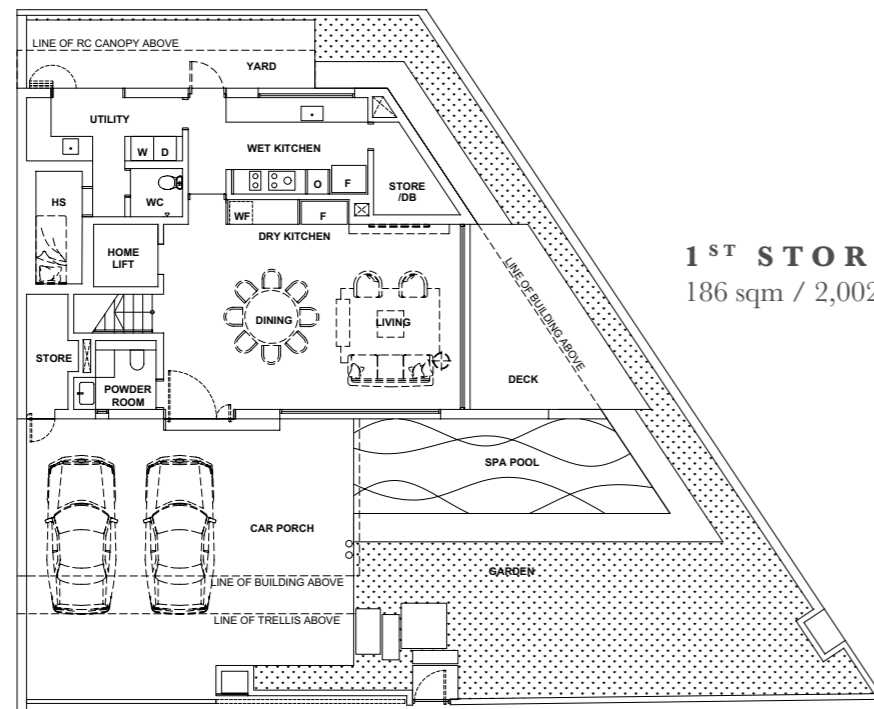 LINE OF RC CANOPY ABOVE
YARD
UTILITY
W D
WET KITCHEN
O F
STORE
/DB
HS
WC
WF F
DRY KITCHEN
HOME
LIFT
LINE OF BUILDING ABOVE
DINING
LIVING
STORE
POWDER
ROOM
DECK
SPA POOL
CAR PORCH
GARDEN
LINE OF BUILDING ABOVE
LINE OF TRELLIS ABOVE
1ST STOR
186 sqm / 2,002